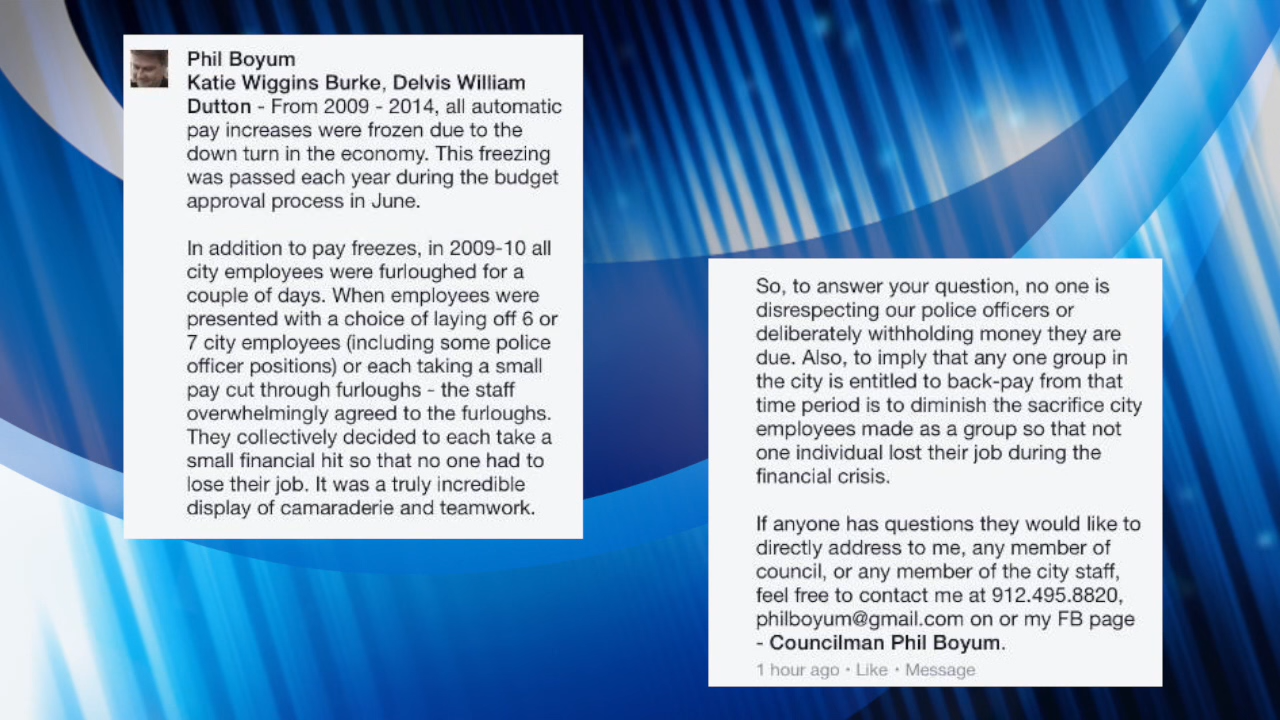 Phil Boyum
Katie Wiggins Burke, Delvis William
Dutton - From 2009 - 2014, all automatic
pay increases were frozen due to the
down turn in the economy. This freezing
was passed each year during the budget
approval process in June.
In addition to pay freezes, in 2009-10 all
city employees were furloughed for a
couple of days. When employees were
presented with a choice of laying off 6 or
7 city employees (including some police
officer positions) or each taking a small
pay cut through furloughs - the staff
overwhelmingly agreed to the furloughs.
They collectively decided to each take a
small financial hit so that no one had to
lose their job. It was a truly incredible
display of camaraderie and teamwork.
So, to answer your question, no one is
disrespecting our police officers or
deliberately withholding money they are
due. Also, to imply that any one group in
the city is entitled to back-pay from that
time period is to diminish the sacrifice city
employees made as a group so that not
one individual lost their job during the
financial crisis.
If anyone has questions they would like to
directly address to me, any member of
council, or any member of the city staff,
feel free to contact me at 912.495.8820,
philboyum@gmail.com on or my FB page
- Councilman Phil Boyum.
1 hour ago • Like • Message